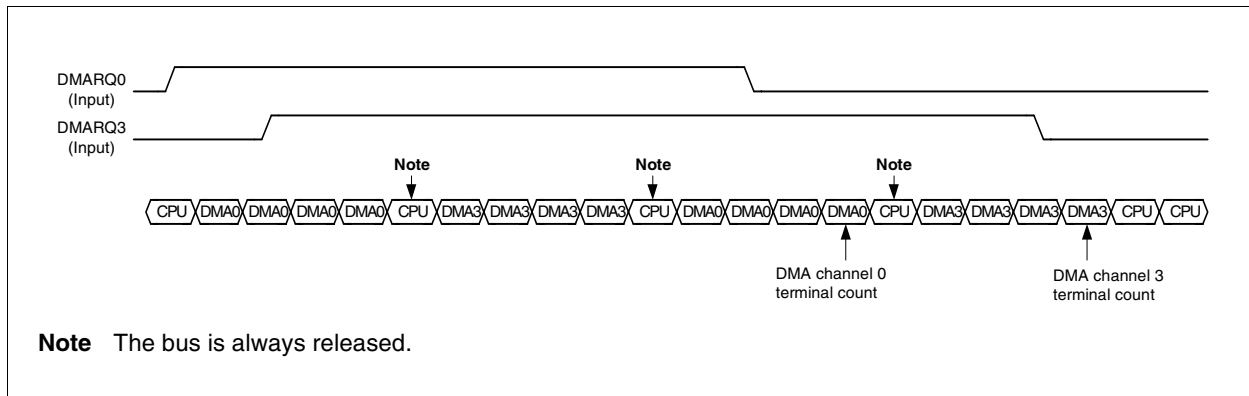 DMARQ0
(Input)
DMARQ3
(Input)
Note Note Note
CPU DMA0 DMA0 DMA0 DMA0 CPU DMA3 DMA3 DMA3 DMA3 CPU DMA0 DMA0 DMA0 DMA0 CPU DMA3 DMA3 DMA3 DMA3 CPU CPU
DMA channel 0
terminal count
DMA channel 3
terminal count
Note The bus is always released.